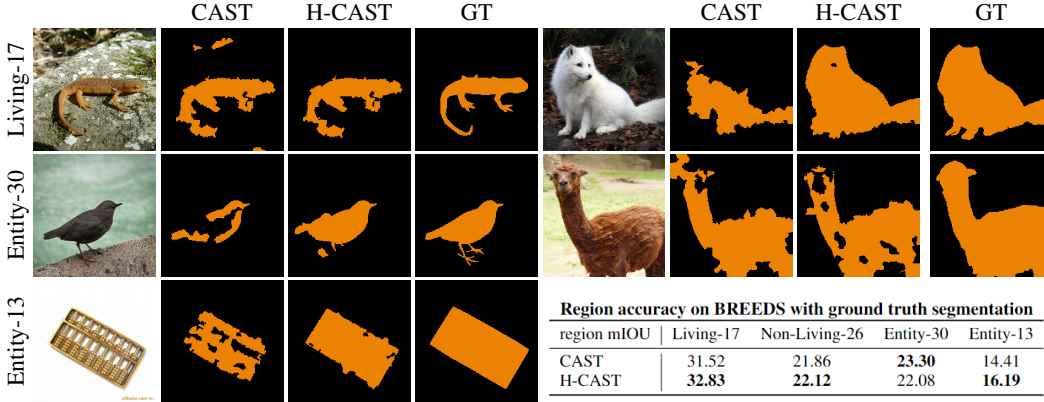 CAST H-CAST GT CAST H-CAST GT
Living-17
Entity-30
Entity-13
Region accuracy on BREEDS with ground truth segmentation
region mIOU Living-17 Non-Living-26 Entity-30 Entity-13
CAST 31.52 21.86 23.30 14.41
H-CAST 32.83 22.12 22.08 16.19